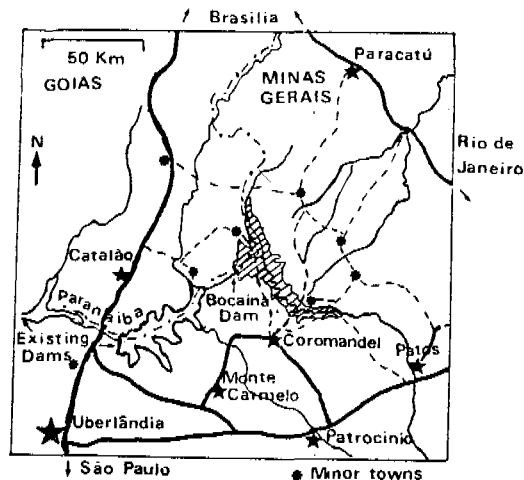 Brasilia
50 Km
GOIAS
MINAS
GERAIS
Paracatú
Rio de
Janeiro
N
Catalão
Paranaiba
Bocaina
Dam
Existing
Dams
Coromandel
Patos
Monte
Carmelo
Uberlândia
Patrocinio
São Paulo
Minor towns